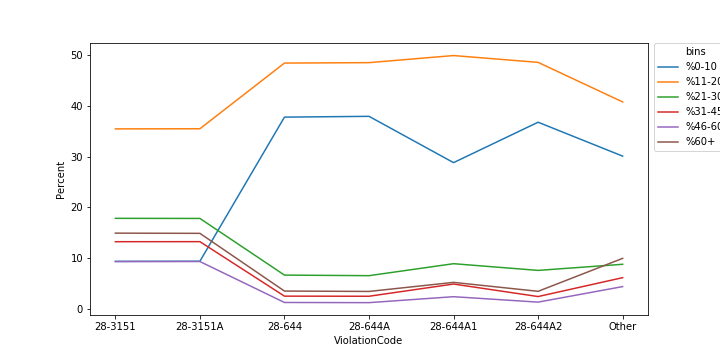 bins
%0-10
%11-20
%21-30
%31-45
%46-60
%60+
50
40
30
20
10
0
Percent
28-3151
28-3151A
28-644
28-644A
28-644A1
28-644A2
Other
ViolationCode